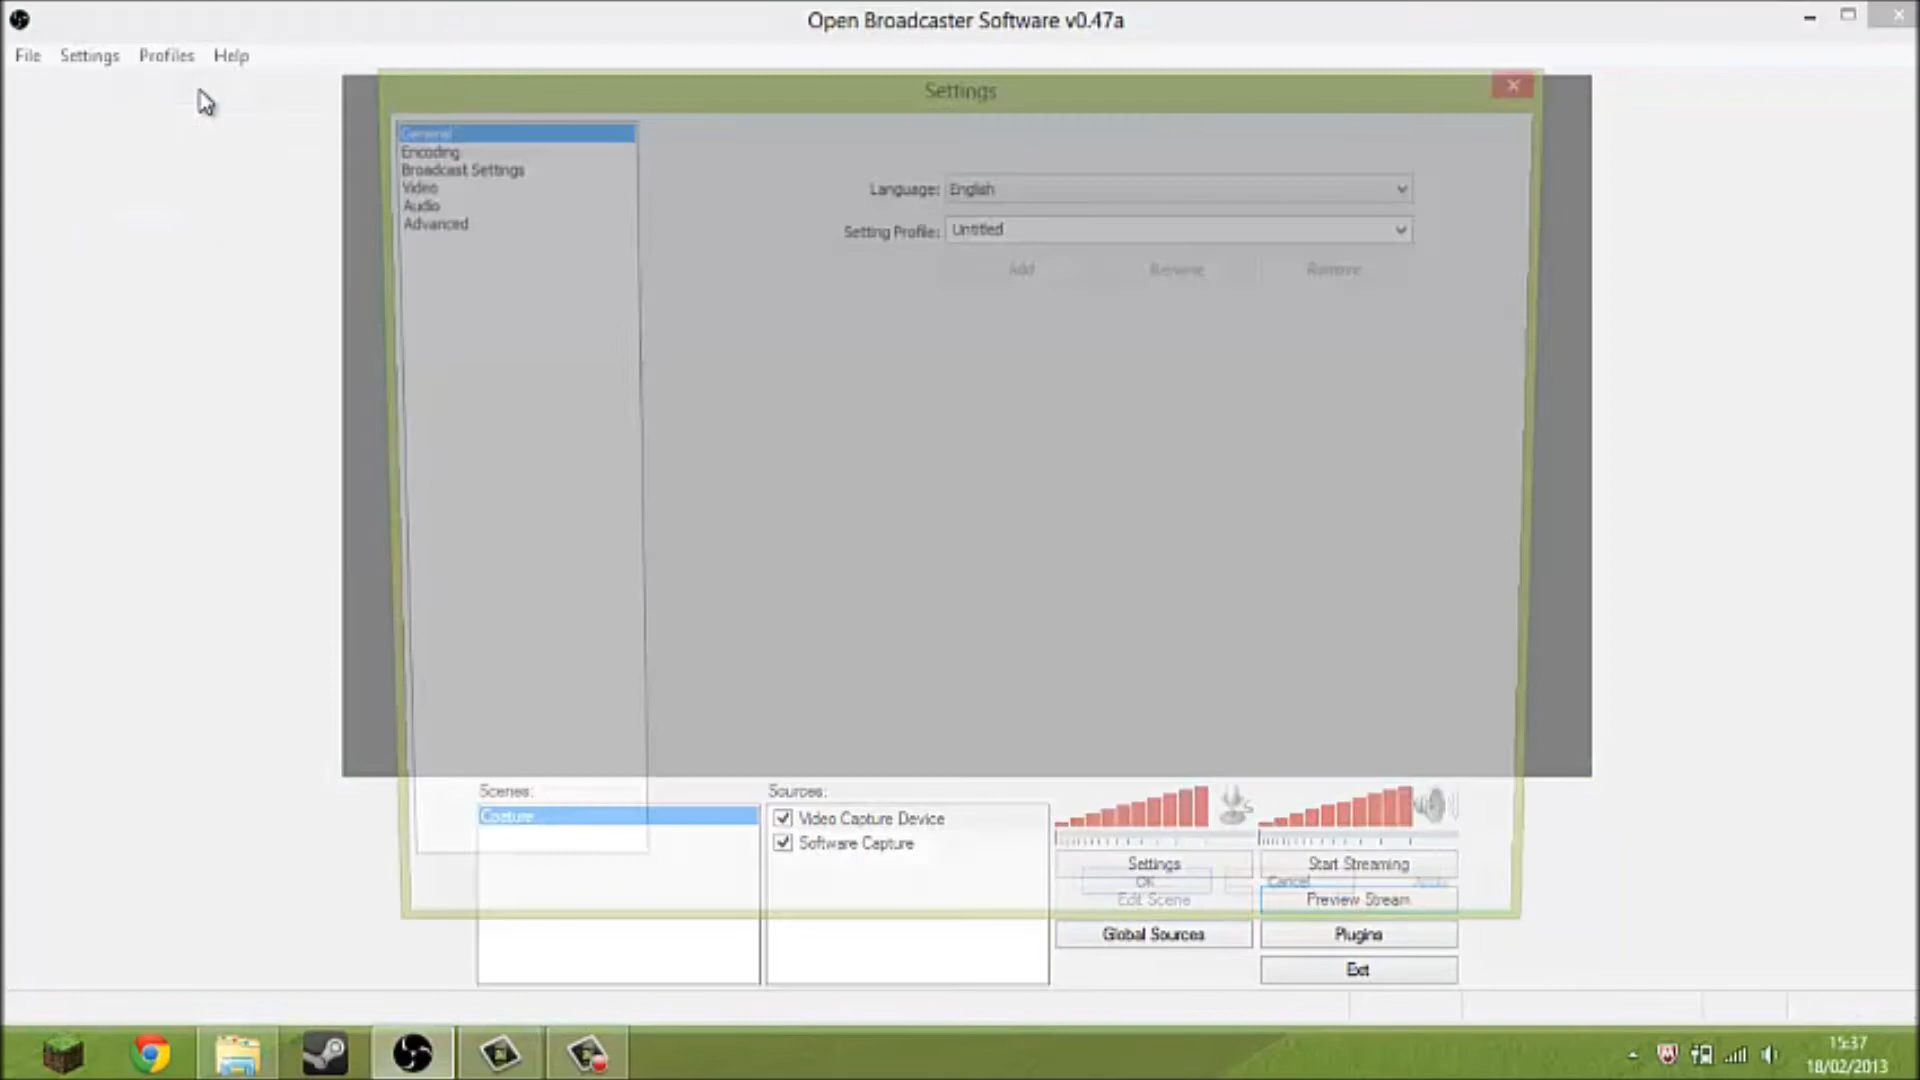 Open Broadcaster Software v0.47a
File Settings Profiles Help
Settings
General
Encoding
Broadcast Settings
Video
Audio
Advanced
Language: English
Setting Profile: Untitled
Add Rename Remove
Scenes:
Capture
Sources:
Video Capture Device
Software Capture
Settings
Start Streaming
OK
Cancel
Apply
Edit Scene
Preview Stream
Global Sources
Plugins
Exit
15:37
18/02/2013